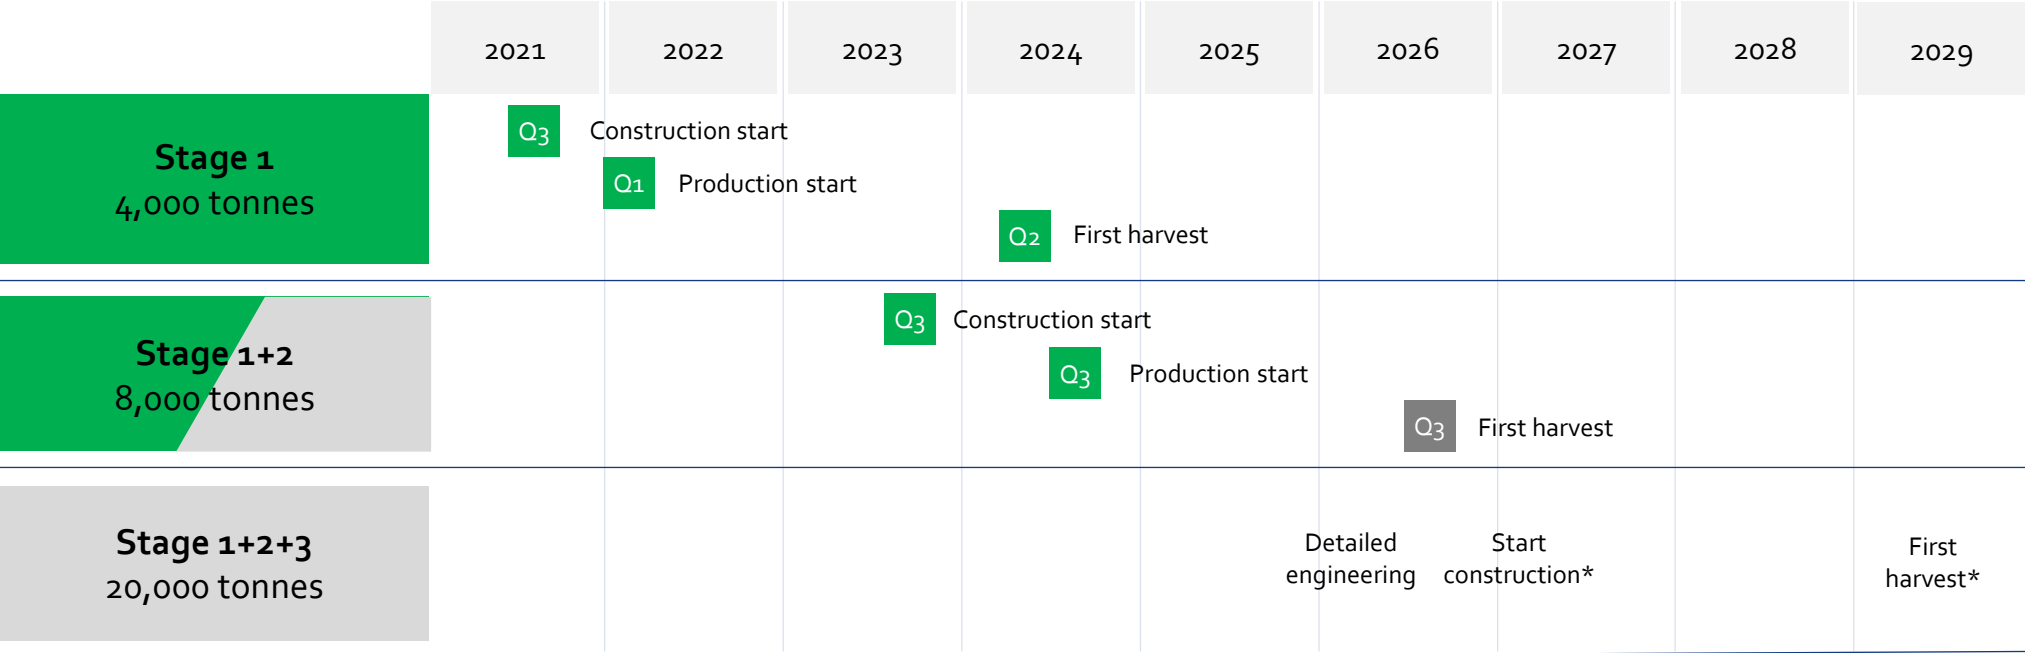 2021 2022 2023 2024 2025 2026 2027 2028 2029
Stage 1
4,000 tonnes
Q3 Construction start
Q1 Production start
Q2 First harvest
Stage 1+2
8,000 tonnes
Q3 Construction start
Q3 Production start
Q3 First harvest
Stage 1+2+3
20,000 tonnes
Detailed
engineering
Start
construction*
First
harvest*